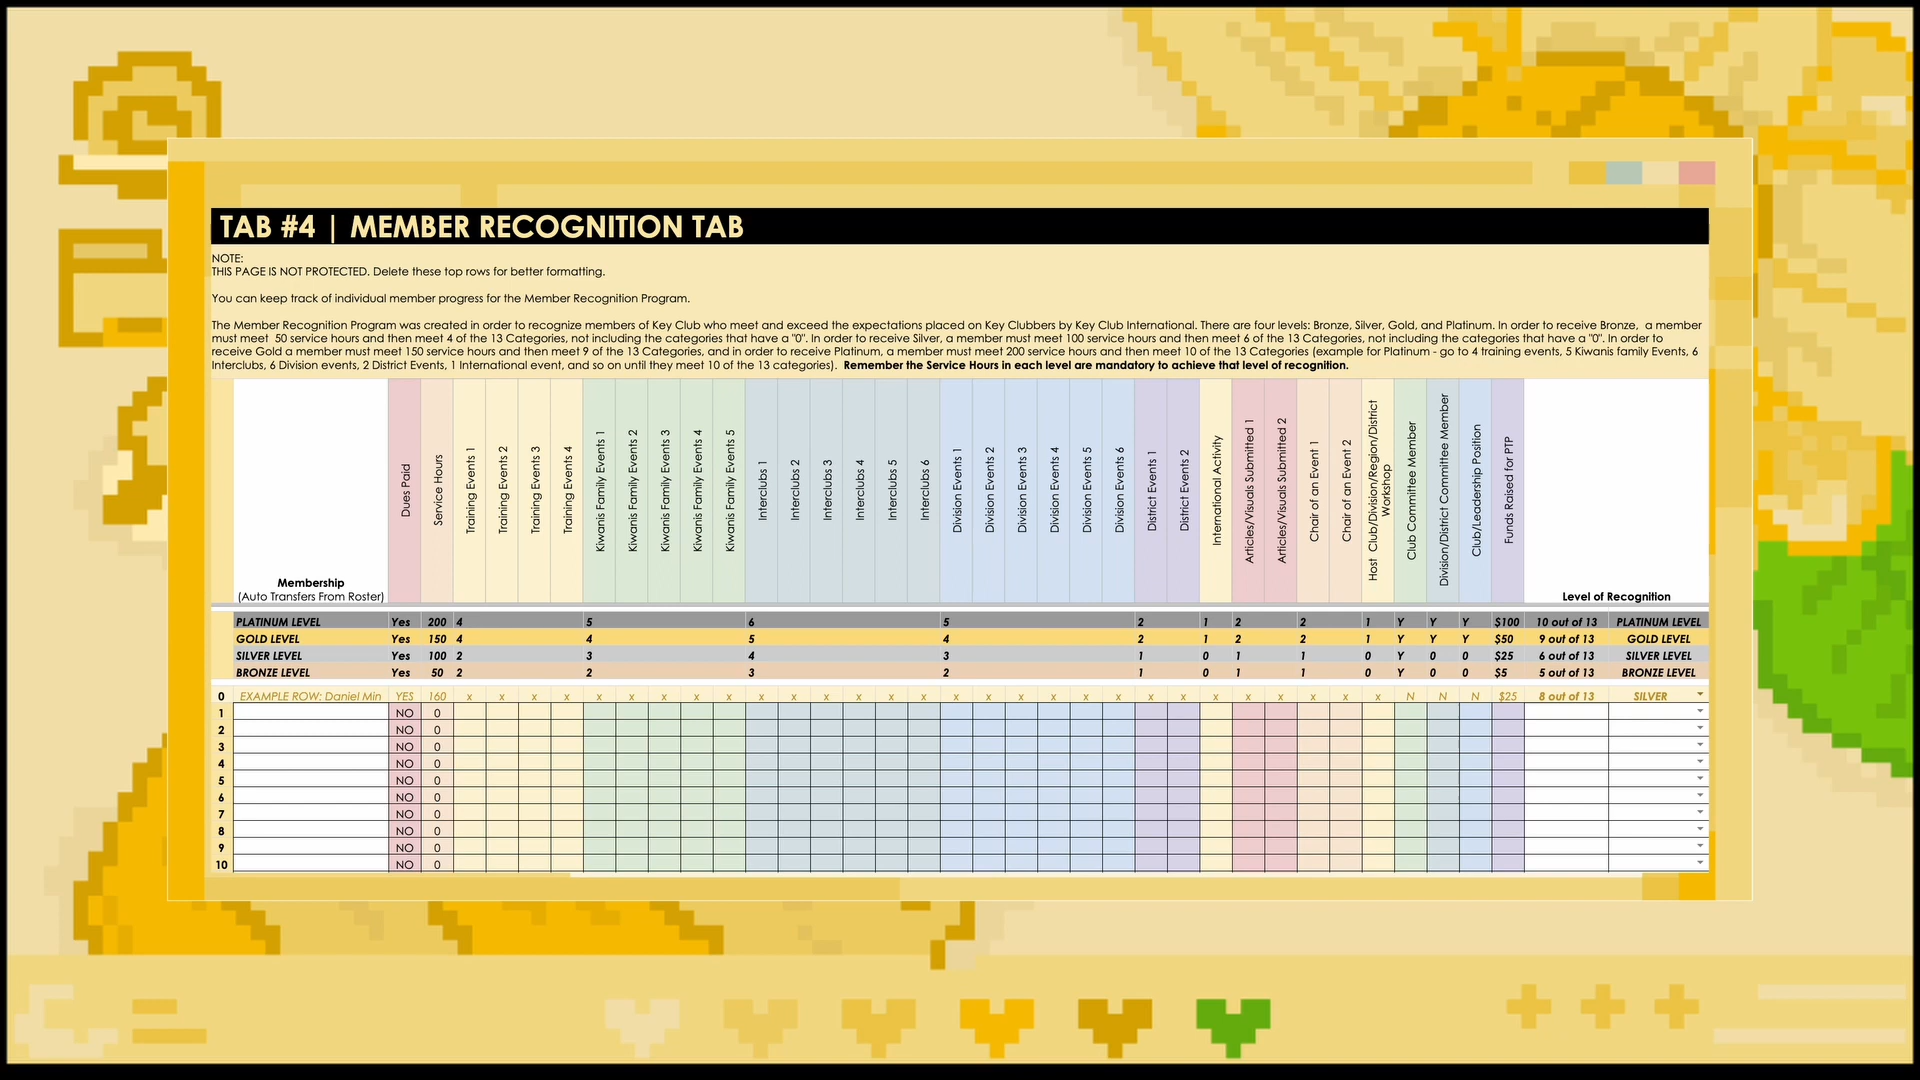 TAB #4 | MEMBER RECOGNITION TAB
NOTE:
THIS PAGE IS NOT PROTECTED. Delete these top rows for better formatting.
You can keep track of individual member progress for the Member Recognition Program.
The Member Recognition Program was created in order to recognize members of Key Club who meet and exceed the expectations placed on Key Clubbers by Key Club International. There are four levels: Bronze, Silver, Gold, and Platinum. In order to receive Bronze, a member
must meet 50 service hours and then meet 4 of the 13 Categories, not including the categories that have a "0". In order to receive Silver, a member must meet 100 service hours and then meet 6 of the 13 Categories, not including the categories that have a "0". In order to
receive Gold a member must meet 150 service hours and then meet 9 of the 13 Categories, and in order to receive Platinum, a member must meet 200 service hours and then meet 10 of the 13 Categories (example for Platinum - go to 4 training events, 5 Kiwanis family Events, 6
Interclubs, 6 Division events, 2 District Events, 1 International event, and so on until they meet 10 of the 13 categories). Remember the Service Hours in each level are mandatory to achieve that level of recognition.
Membership
(Auto Transfers From Roster)
Dues Paid
Service Hours
Training Events 1
Training Events 2
Training Events 3
Training Events 4
Kiwanis Family Events 1
Kiwanis Family Events 2
Kiwanis Family Events 3
Kiwanis Family Events 4
Kiwanis Family Events 5
Interclubs 1
Interclubs 2
Interclubs 3
Interclubs 4
Interclubs 5
Interclubs 6
Division Events 1
Division Events 2
Division Events 3
Division Events 4
Division Events 5
Division Events 6
District Events 1
District Events 2
International Activity
Articles/Visuals Submitted 1
Articles/Visuals Submitted 2
Chair of an Event 1
Chair of an Event 2
Host Club/Division/Region/District
Workshop
Club Committee Member
Division/District Committee Member
Club/Leadership Position
Funds Raised for PTP
Level of Recognition
PLATINUM LEVEL Yes 200 4 5 6 5 2 1 2 2 1 Y Y Y $100 10 out of 13 PLATINUM LEVEL
GOLD LEVEL Yes 150 4 4 5 4 2 1 2 2 1 Y Y Y $50 9 out of 13 GOLD LEVEL
SILVER LEVEL Yes 100 2 3 4 3 1 0 1 1 0 Y 0 0 $25 6 out of 13 SILVER LEVEL
BRONZE LEVEL Yes 50 2 2 3 2 1 0 1 1 0 Y 0 0 $5 5 out of 13 BRONZE LEVEL
0 EXAMPLE ROW: Daniel Min YES 160 x x x x x x x x x x x x x x x x x x x x x x x x x x x x x N N N $25 8 out of 13 SILVER
1 NO 0
2 NO 0
3 NO 0
4 NO 0
5 NO 0
6 NO 0
7 NO 0
8 NO 0
9 NO 0
10 NO 0